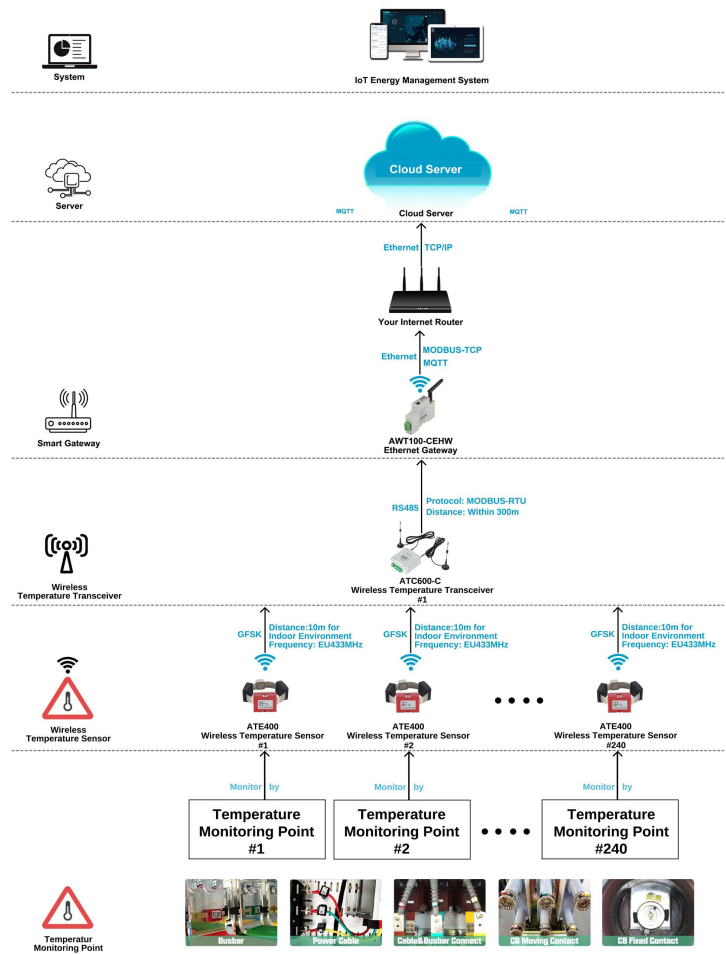 System
IoT Energy Management System
Cloud Server
Server
MQTT
Cloud Server
MQTT
Ethernet TCP/IP
Your Internet Router
Ethernet
MODBUS-TCP
MQTT
Smart Gateway
AWT100-CEHW
Ethernet Gateway
RS485
Protocol: MODBUS-RTU
Distance: Within 300m
Wireless
Temperature Transceiver
ATC600-C
Wireless Temperature Transceiver
#1
GFSK
Distance:10m for
Indoor Environment
Frequency: EU433MHz
GFSK
Distance:10m for
Indoor Environment
Frequency: EU433MHz
GFSK
Distance:10m for
Indoor Environment
Frequency: EU433MHz
Wireless
Temperature Sensor
ATE400
Wireless Temperature Sensor
#1
ATE400
Wireless Temperature Sensor
#2
ATE400
Wireless Temperature Sensor
#240
Monitor by
Monitor by
Monitor by
Temperature
Monitoring Point
#1
Temperature
Monitoring Point
#2
Temperature
Monitoring Point
#240
Temperatur
Monitoring Point
Busbar
Power Cable
Cable&Busbar Connect
CB Moving Contact
CB Fixed Contact